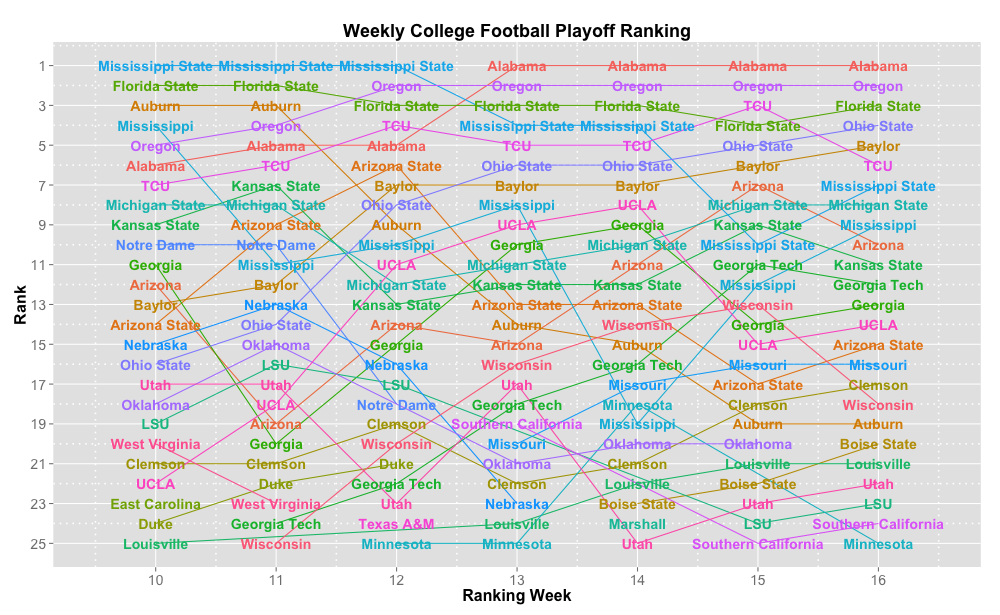 Weekly College Football Playoff Ranking
1 Mississippi State Mississippi State Mississippi State Alabama Alabama Alabama Alabama
Florida State Florida State Oregon Oregon Oregon Oregon Oregon
3 Auburn Auburn Florida State Florida State Florida State TCU Florida State
Mississippi Oregon TCU Mississippi State Mississippi State Florida State Ohio State
5 Oregon Alabama Alabama TCU TCU Ohio State Baylor
Alabama TCU Arizona State Ohio State Ohio State Baylor TCU
7 TCU Kansas State Baylor Baylor Baylor Arizona Mississippi State
Michigan State Michigan State Ohio State Mississippi UCLA Michigan State Michigan State
9 Kansas State Arizona State Auburn UCLA Georgia Kansas State Mississippi
Notre Dame Notre Dame Mississippi Georgia Michigan State Mississippi State Arizona
11 Georgia Mississippi UCLA Michigan State Arizona Georgia Tech Kansas State
Arizona Baylor Michigan State Kansas State Kansas State Mississippi Georgia Tech
13 Baylor Nebraska Kansas State Arizona State Arizona State Wisconsin Georgia
Arizona State Ohio State Arizona Auburn Wisconsin Georgia UCLA
15 Nebraska Oklahoma Georgia Arizona Auburn UCLA Arizona State
Ohio State LSU Nebraska Wisconsin Georgia Tech Missouri Missouri
17 Utah Utah LSU Utah Missouri Arizona State Clemson
Oklahoma UCLA Notre Dame Georgia Tech Minnesota Clemson Wisconsin
19 LSU Arizona Clemson Southern California Mississippi Auburn Auburn
West Virginia Georgia Wisconsin Missouri Oklahoma Oklahoma Boise State
21 Clemson Clemson Duke Oklahoma Clemson Louisville Louisville
UCLA Duke Georgia Tech Clemson Louisville Boise State Utah
23 East Carolina West Virginia Utah Nebraska Boise State Utah LSU
Duke Georgia Tech Texas A&M Louisville Marshall LSU Southern California
25 Louisville Wisconsin Minnesota Minnesota Utah Southern California Minnesota
10 11 12 13 14 15 16
Ranking Week
Rank